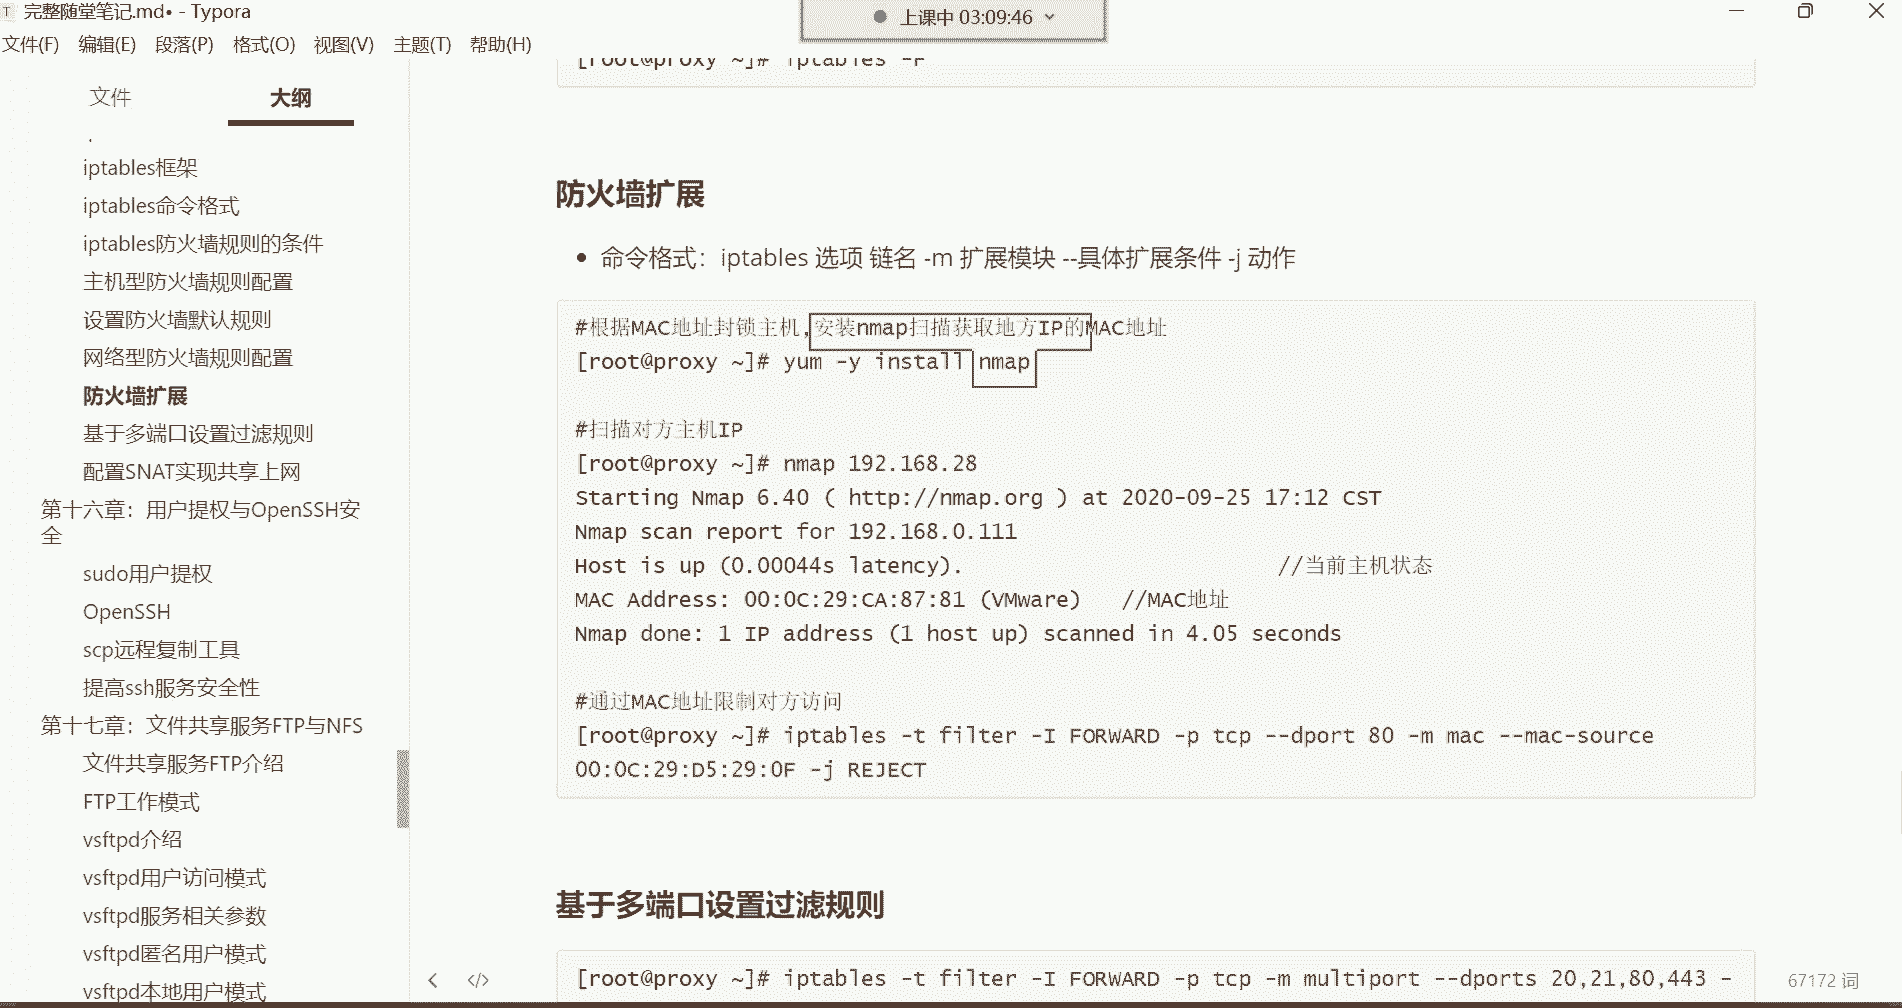 T 完整随堂笔记.md• - Typora
上课中 03:09:46
文件(F) 编辑(E) 段落(P) 格式(O) 视图(V) 主题(T) 帮助(H)
文件 大纲
iptables框架
iptables命令格式
iptables防火墙规则的条件
主机型防火墙规则配置
设置防火墙默认规则
网络型防火墙规则配置
防火墙扩展
基于多端口设置过滤规则
配置SNAT实现共享上网
第十六章：用户提权与OpenSSH安
全
sudo用户提权
OpenSSH
scp远程复制工具
提高ssh服务安全性
第十七章：文件共享服务FTP与NFS
文件共享服务FTP介绍
FTP工作模式
vsftpd介绍
vsftpd用户访问模式
vsftpd服务相关参数
vsftpd匿名用户模式
vsftpd本地用户模式
[root@proxy ~]# iptables -F
防火墙扩展
• 命令格式：iptables 选项 链名 -m 扩展模块 --具体扩展条件 -j 动作
#根据MAC地址封锁主机,安装nmap扫描获取地方IP的MAC地址
[root@proxy ~]# yum -y install nmap
#扫描对方主机IP
[root@proxy ~]# nmap 192.168.28
Starting Nmap 6.40 ( http://nmap.org ) at 2020-09-25 17:12 CST
Nmap scan report for 192.168.0.111
Host is up (0.00044s latency). //当前主机状态
MAC Address: 00:0C:29:CA:87:81 (VMware) //MAC地址
Nmap done: 1 IP address (1 host up) scanned in 4.05 seconds
#通过MAC地址限制对方访问
[root@proxy ~]# iptables -t filter -I FORWARD -p tcp --dport 80 -m mac --mac-source
00:0C:29:D5:29:0F -j REJECT
基于多端口设置过滤规则
[root@proxy ~]# iptables -t filter -I FORWARD -p tcp -m multiport --dports 20,21,80,443 -
67172 词